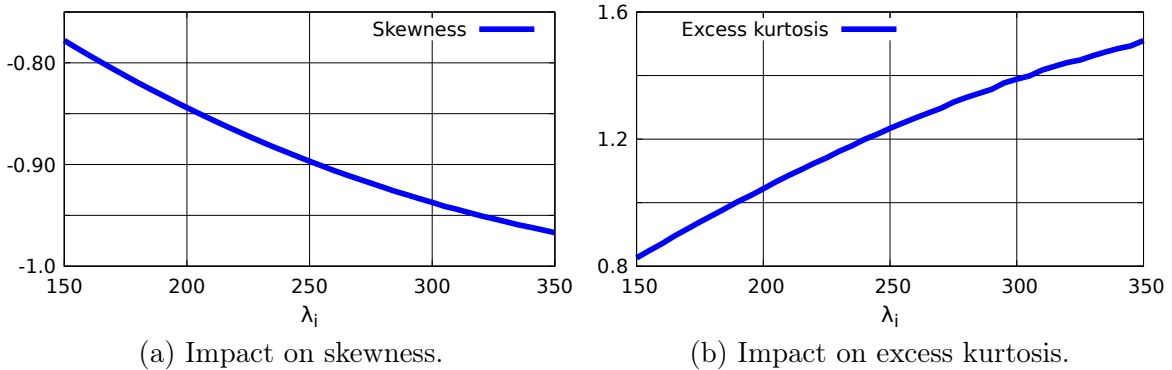 Skewness
-0.80
-0.90
-1.0
150 200 250 300 350
λi
(a) Impact on skewness.
Excess kurtosis
1.6
1.2
0.8
150 200 250 300 350
λi
(b) Impact on excess kurtosis.